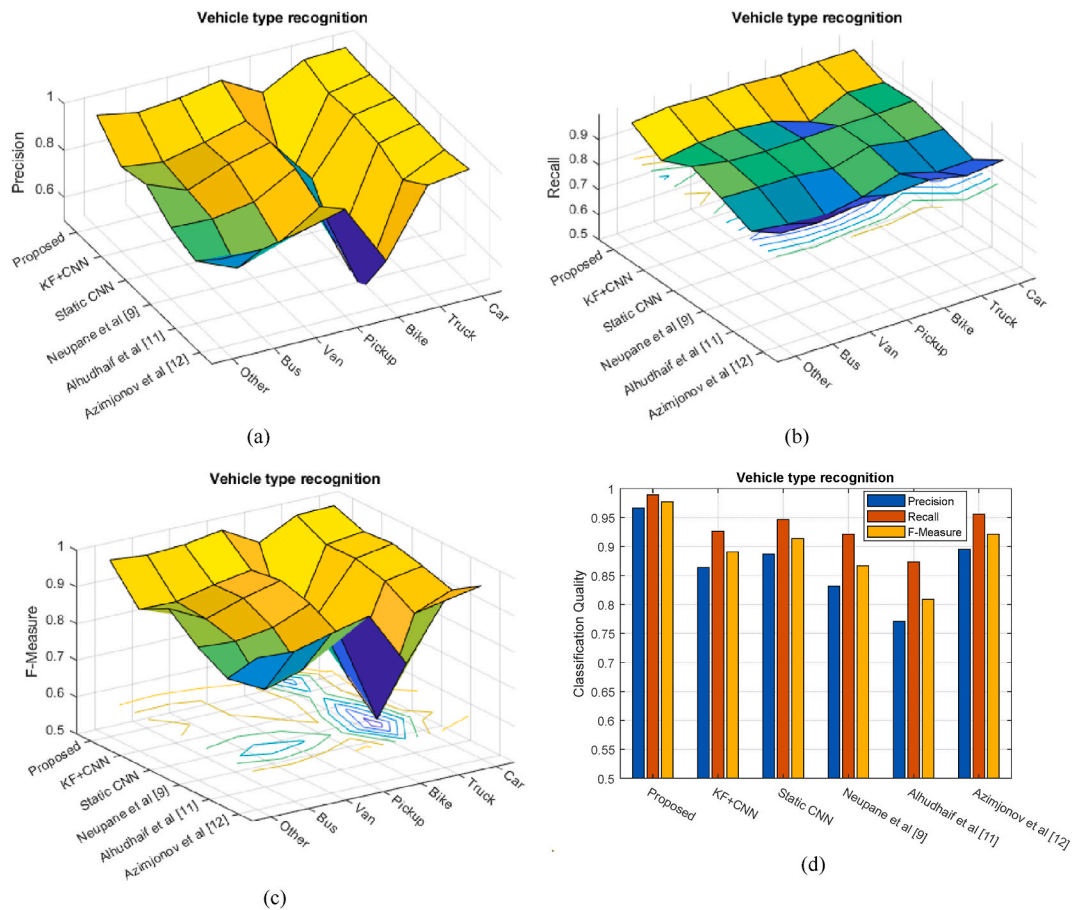 Vehicle type recognition
Precision
1
0.8
0.6
Proposed
KF+CNN
Static CNN
Neupane et al [9]
Alhudhaif et al [11]
Azimjonov et al [12]
Other
Bus
Van
Pickup
Bike
Truck
Car
(a)
Vehicle type recognition
Recall
0.9
0.8
0.7
0.6
0.5
Proposed
KF+CNN
Static CNN
Neupane et al [9]
Alhudhaif et al [11]
Azimjonov et al [12]
Other
Bus
Van
Pickup
Bike
Truck
Car
(b)
Vehicle type recognition
F-Measure
1
0.9
0.8
0.7
0.6
0.5
Proposed
KF+CNN
Static CNN
Neupane et al [9]
Alhudhaif et al [11]
Azimjonov et al [12]
Other
Bus
Van
Pickup
Bike
Truck
Car
(c)
Vehicle type recognition
Classification Quality
1
0.95
0.9
0.85
0.8
0.75
0.7
0.65
0.6
0.55
0.5
Precision
Recall
F-Measure
Proposed
KF+CNN
Static CNN
Neupane et al [9]
Alhudhaif et al [11]
Azimjonov et al [12]
(d)